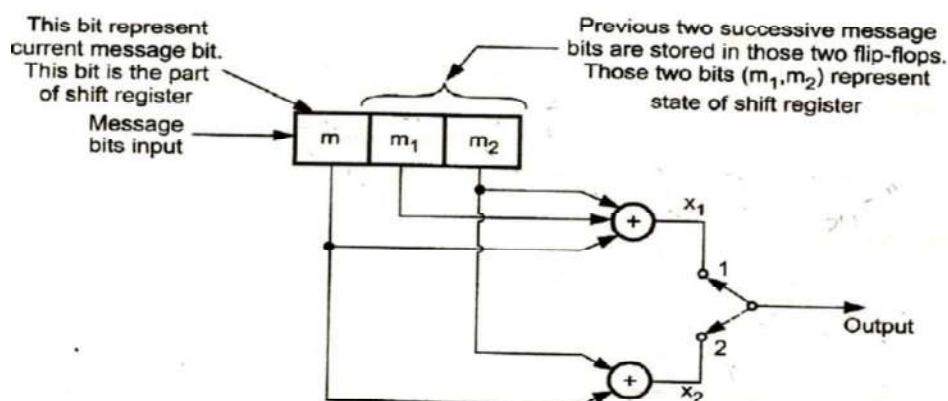 This bit represent
current message bit.
This bit is the part
of shift register
Message
bits input
Previous two successive message
bits are stored in those two flip-flops.
Those two bits (m₁,m₂) represent
state of shift register
m
m₁
m₂
+
x₁
1
Output
2
+
x₂